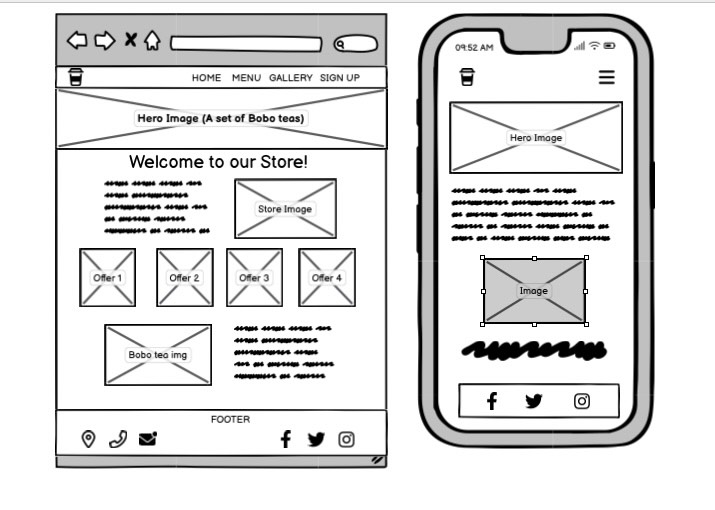 HOME MENU GALLERY SIGN UP
Hero Image (A set of Bobo teas)
Welcome to our Store!
Store Image
Offer 1 Offer 2 Offer 3 Offer 4
Bobo tea img
FOOTER
09:52 AM
Hero Image
Image